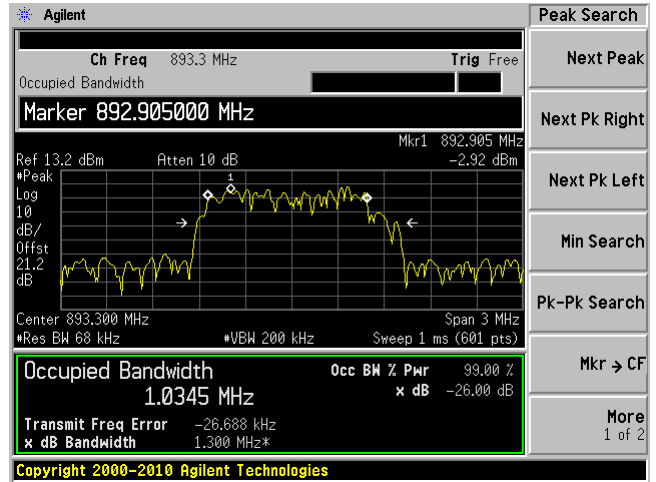 Agilent
Peak Search
Ch Freq 893.3 MHz Trig Free
Occupied Bandwidth
Marker 892.905000 MHz
Mkr1 892.905 MHz
Ref 13.2 dBm Atten 10 dB -2.92 dBm
#Peak
Log
10
dB/
Offst
21.2
dB
1
Center 893.300 MHz Span 3 MHz
#Res BW 68 kHz #VBW 200 kHz Sweep 1 ms (601 pts)
Occupied Bandwidth Occ BW % Pwr 99.00 %
1.0345 MHz x dB -26.00 dB
Transmit Freq Error -26.688 kHz
x dB Bandwidth 1.300 MHz*
Next Peak
Next Pk Right
Next Pk Left
Min Search
Pk-Pk Search
Mkr → CF
More
1 of 2
Copyright 2000-2010 Agilent Technologies